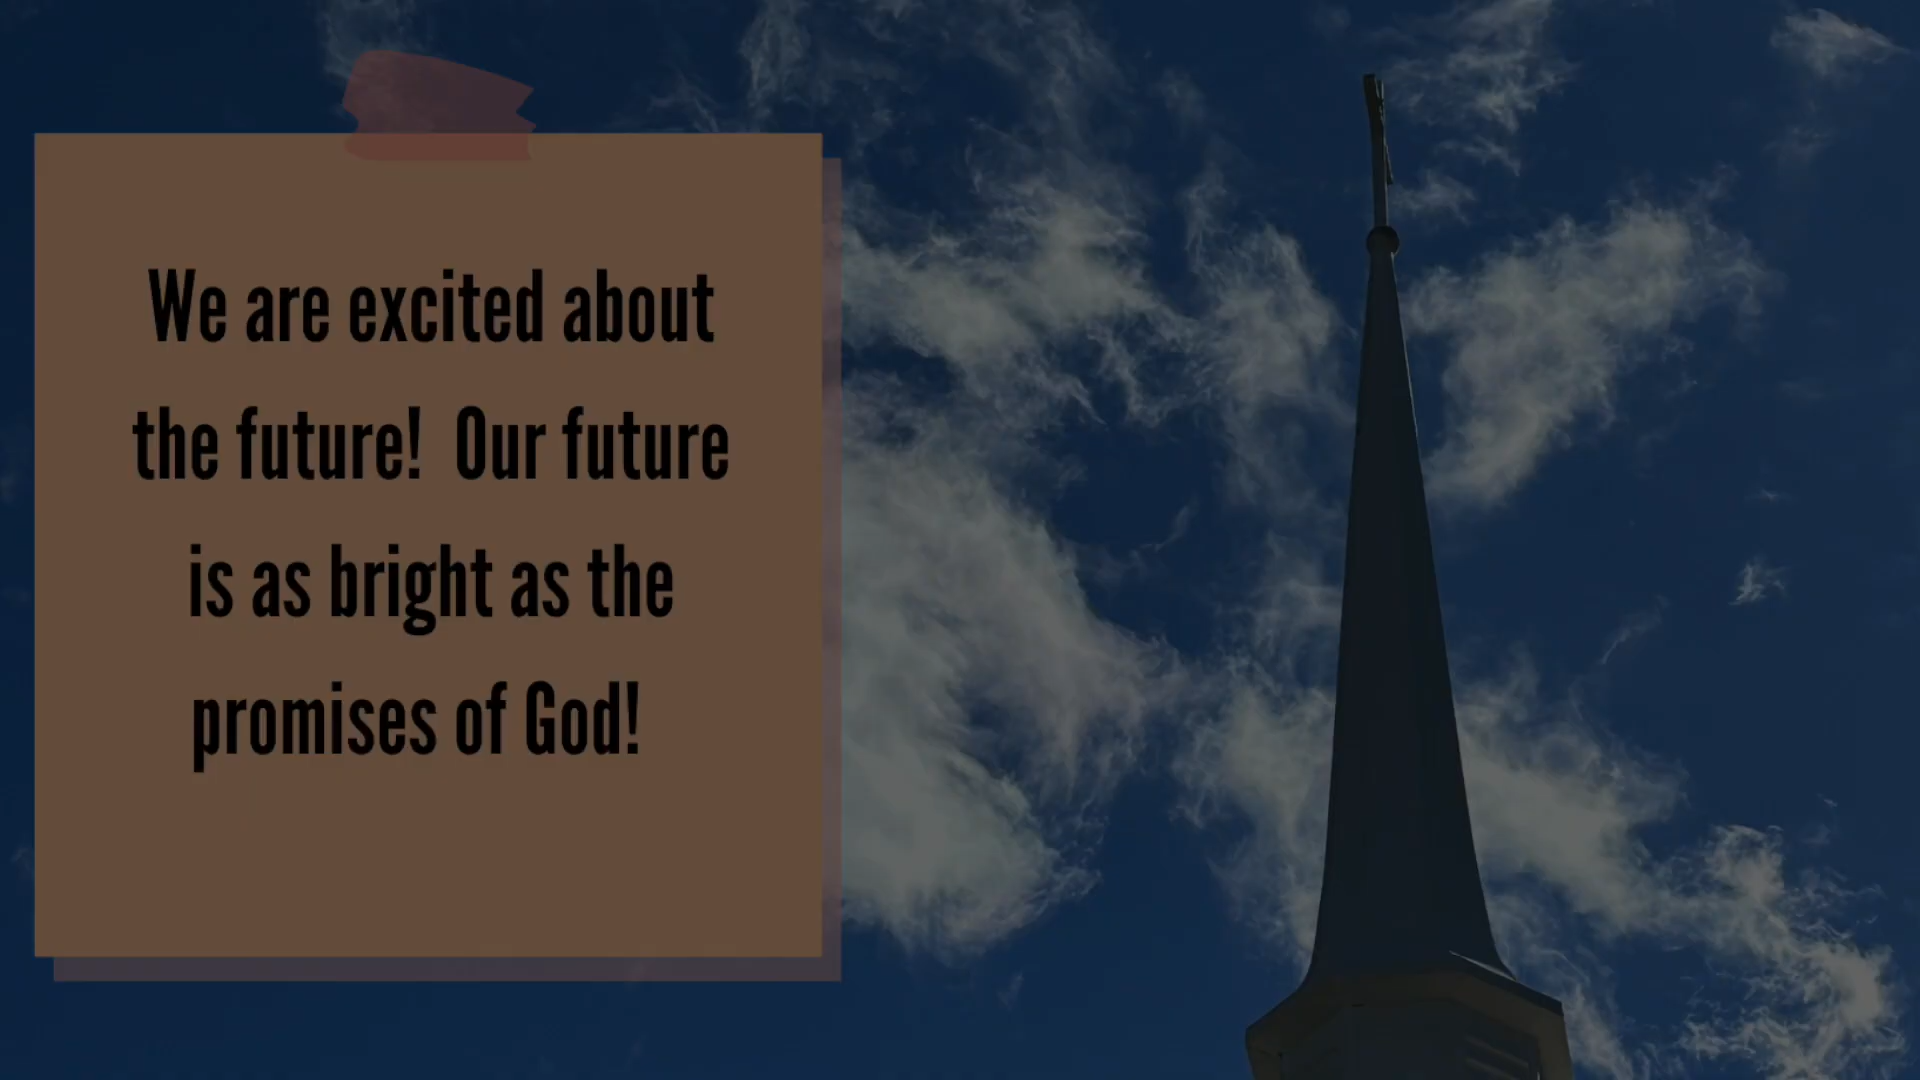 We are excited about
the future!  Our future
is as bright as the
promises of God!